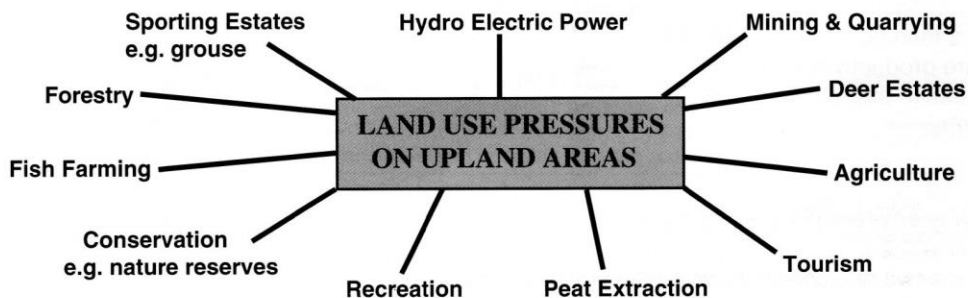 Sporting Estates
e.g. grouse
Hydro Electric Power
Mining & Quarrying
Forestry
Deer Estates
LAND USE PRESSURES
ON UPLAND AREAS
Fish Farming
Agriculture
Conservation
e.g. nature reserves
Tourism
Recreation
Peat Extraction